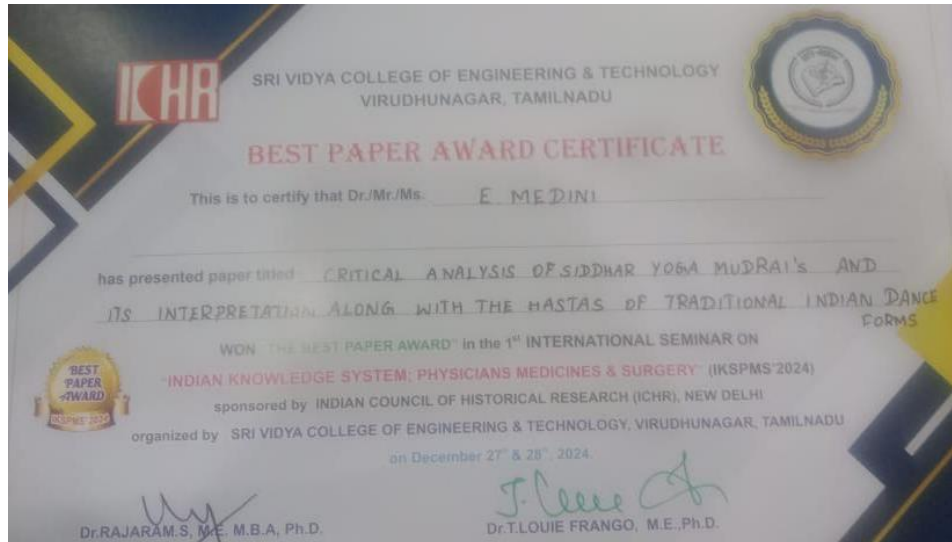 ICHR
SRI VIDYA COLLEGE OF ENGINEERING & TECHNOLOGY
VIRUDHUNAGAR, TAMILNADU
BEST PAPER AWARD CERTIFICATE
This is to certify that Dr./Mr./Ms. E MEDINI
has presented paper titled CRITICAL ANALYSIS OF SIDDHAR YOGA MUDRAI's AND
ITS INTERPRETATION ALONG WITH THE HASTAS OF TRADITIONAL INDIAN DANCE
FORMS
WON "THE BEST PAPER AWARD" in the 1st INTERNATIONAL SEMINAR ON
"INDIAN KNOWLEDGE SYSTEM; PHYSICIANS MEDICINES & SURGERY" (IKSPMS'2024)
sponsored by INDIAN COUNCIL OF HISTORICAL RESEARCH (ICHR), NEW DELHI
organized by SRI VIDYA COLLEGE OF ENGINEERING & TECHNOLOGY, VIRUDHUNAGAR, TAMILNADU
on December 27th & 28th, 2024.
BEST
PAPER
AWARD
IKSPMS'2024
Dr.RAJARAM.S, M.E. M.B.A, Ph.D.
Dr.T.LOUIE FRANGO, M.E.,Ph.D.